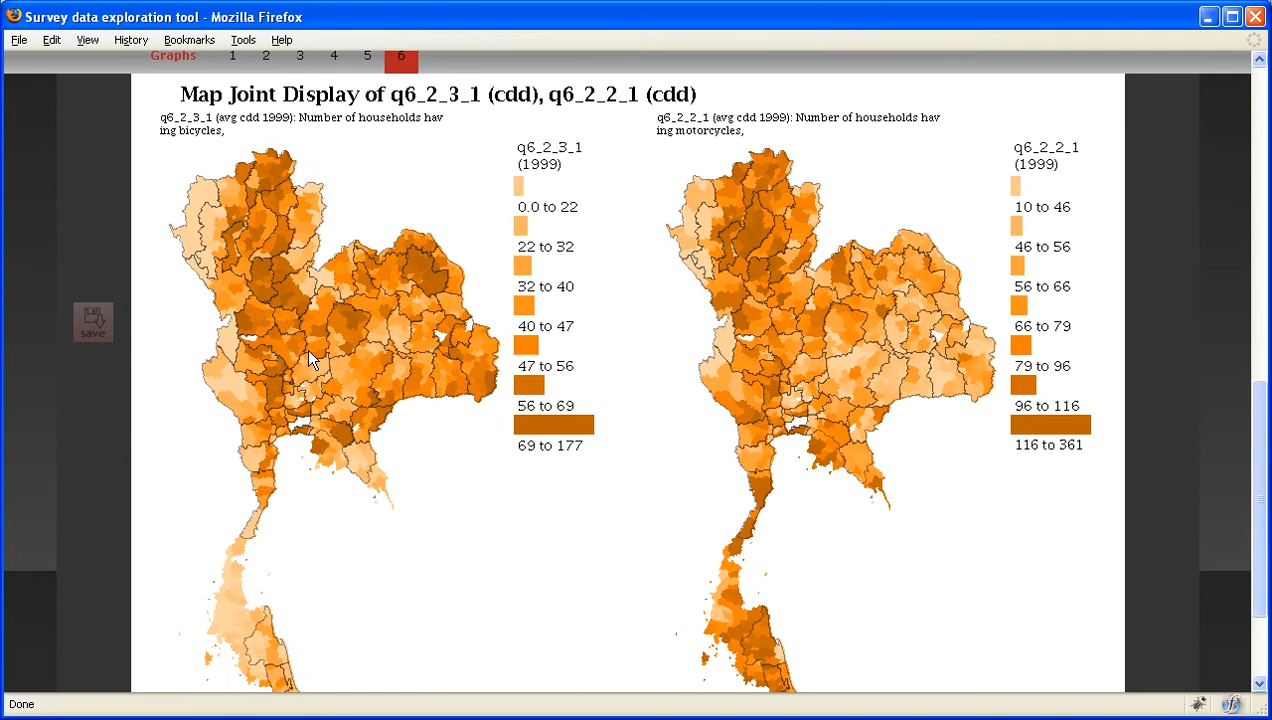 Survey data exploration tool - Mozilla Firefox
File Edit View History Bookmarks Tools Help
Graphs 1 2 3 4 5 6
Map Joint Display of q6_2_3_1 (cdd), q6_2_2_1 (cdd)
q6_2_3_1 (avg cdd 1999): Number of households hav
ing bicycles,
q6_2_3_1
(1999)
0.0 to 22
22 to 32
32 to 40
40 to 47
47 to 56
56 to 69
69 to 177
q6_2_2_1 (avg cdd 1999): Number of households hav
ing motorcycles,
q6_2_2_1
(1999)
10 to 46
46 to 56
56 to 66
66 to 79
79 to 96
96 to 116
116 to 361
save
Done